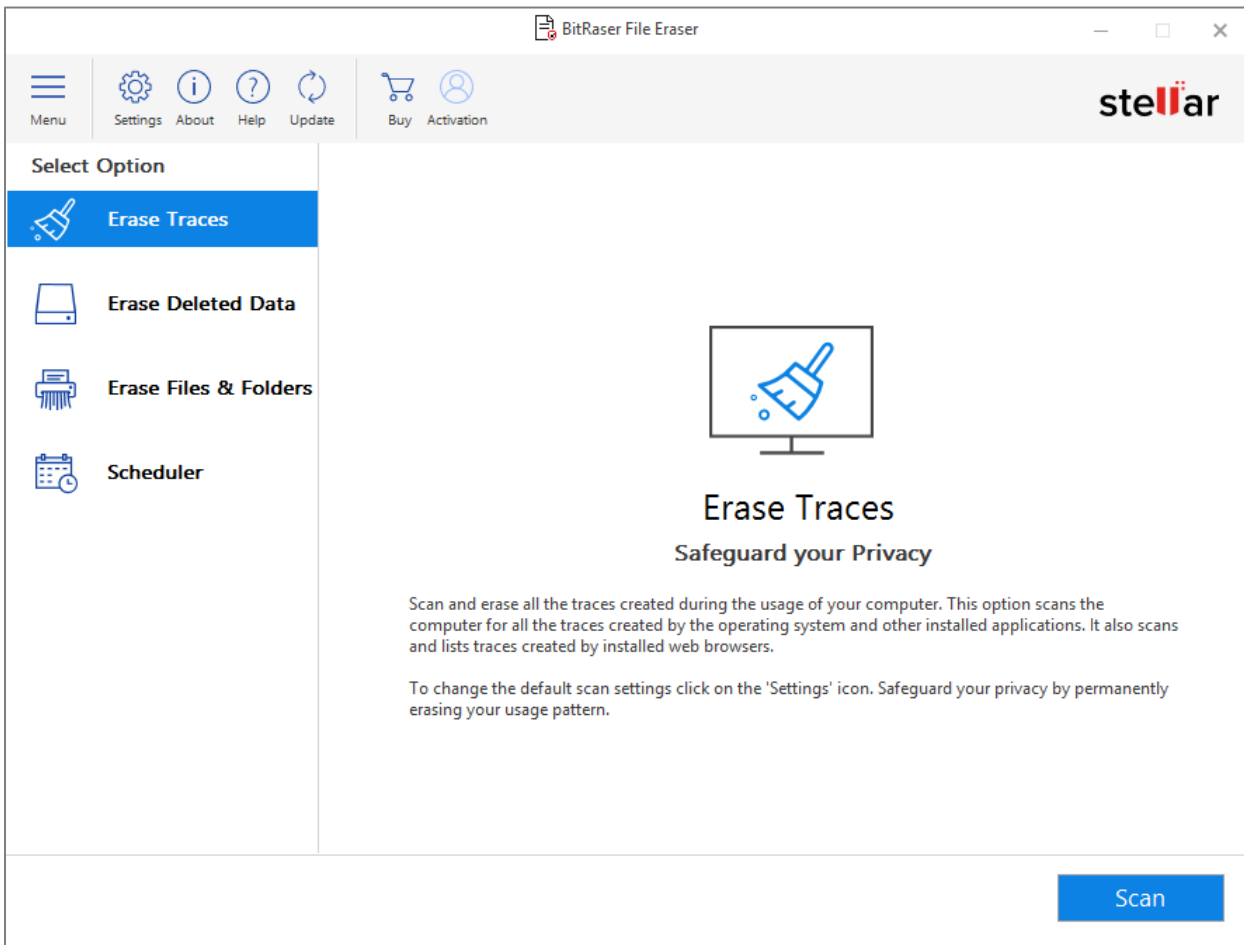 BitRaser File Eraser
Menu
Settings
About
Help
Update
Buy
Activation
stellar
Select Option
Erase Traces
Erase Deleted Data
Erase Files & Folders
Scheduler
Erase Traces
Safeguard your Privacy
Scan and erase all the traces created during the usage of your computer. This option scans the
computer for all the traces created by the operating system and other installed applications. It also scans
and lists traces created by installed web browsers.
To change the default scan settings click on the 'Settings' icon. Safeguard your privacy by permanently
erasing your usage pattern.
Scan